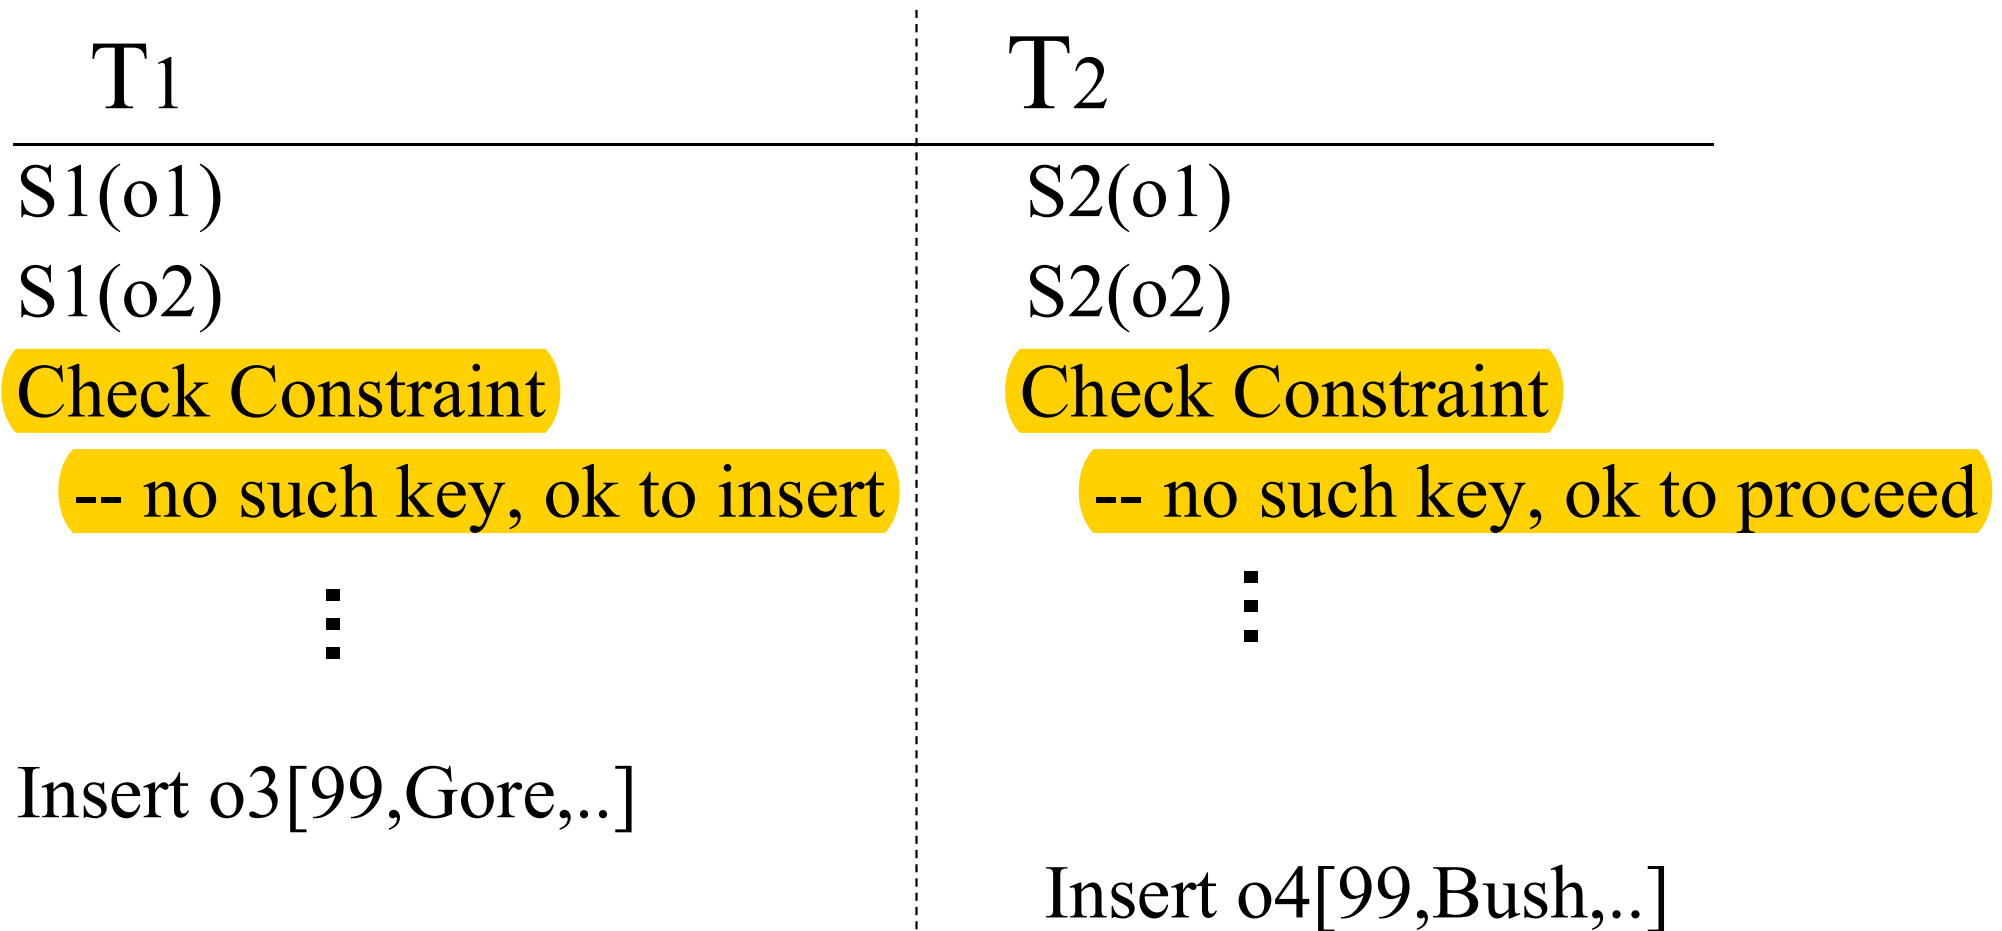 T1
T2
S1(o1)
S2(o1)
S1(o2)
S2(o2)
Check Constraint
Check Constraint
-- no such key, ok to insert
-- no such key, ok to proceed
Insert o3[99,Gore,..]
Insert o4[99,Bush,..]